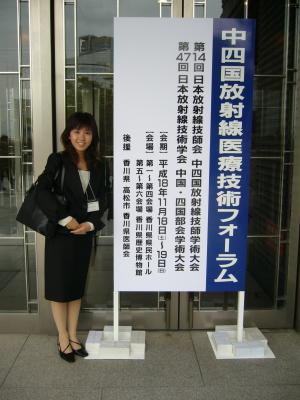 中四国放射線医療技術フォーラム
第14回 日本放射線技師会 中四国放射線技師学術大会
第47回 日本放射線技術学会 中国・四国部会学術大会
(会期) 平成18年11月18日(土)~19日(日)
(会場) 第一~第四会場 香川県県民ホール
第五~第六会場 香川県歴史博物館
後援 香川県 高松市 香川県医師会